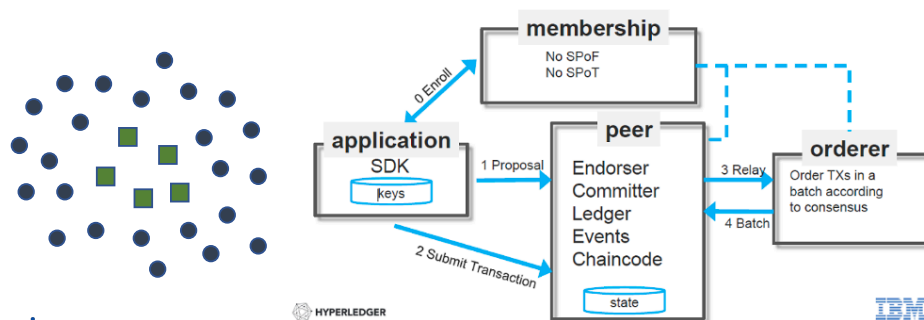 membership
No SPoF
No SPoT
0 Enroll
application
SDK
keys
1 Proposal
2 Submit Transaction
peer
Endorser
Committer
Ledger
Events
Chaincode
state
3 Relay
4 Batch
orderer
Order TXs in a
batch according
to consensus
HYPERLEDGER
IBM